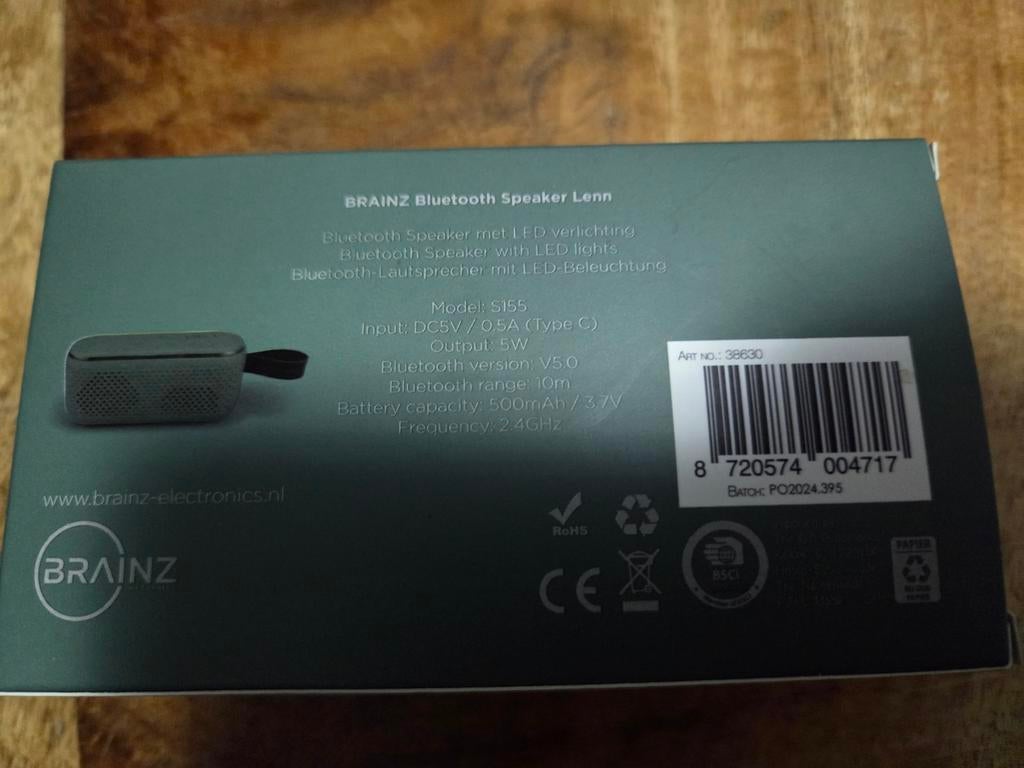 BRAINZ Bluetooth Speaker Lenn
Bluetooth Speaker met LED verlichting
Bluetooth Speaker with LED lights
Bluetooth-Lautsprecher mit LED-Beleuchtung
Model: S155
Input: DC5V / 0,5A (Type C)
Output: 5W
Bluetooth version: V5.0
Bluetooth range: 10m
Battery capacity: 500mAh / 3.7V
Frequency: 2.4GHz
ART NO.: 38630
8 720574 004717
BATCH: PO2024.395
www.brainz-electronics.nl
BRAINZ
RoHS
CE
BSCI
PAPIER